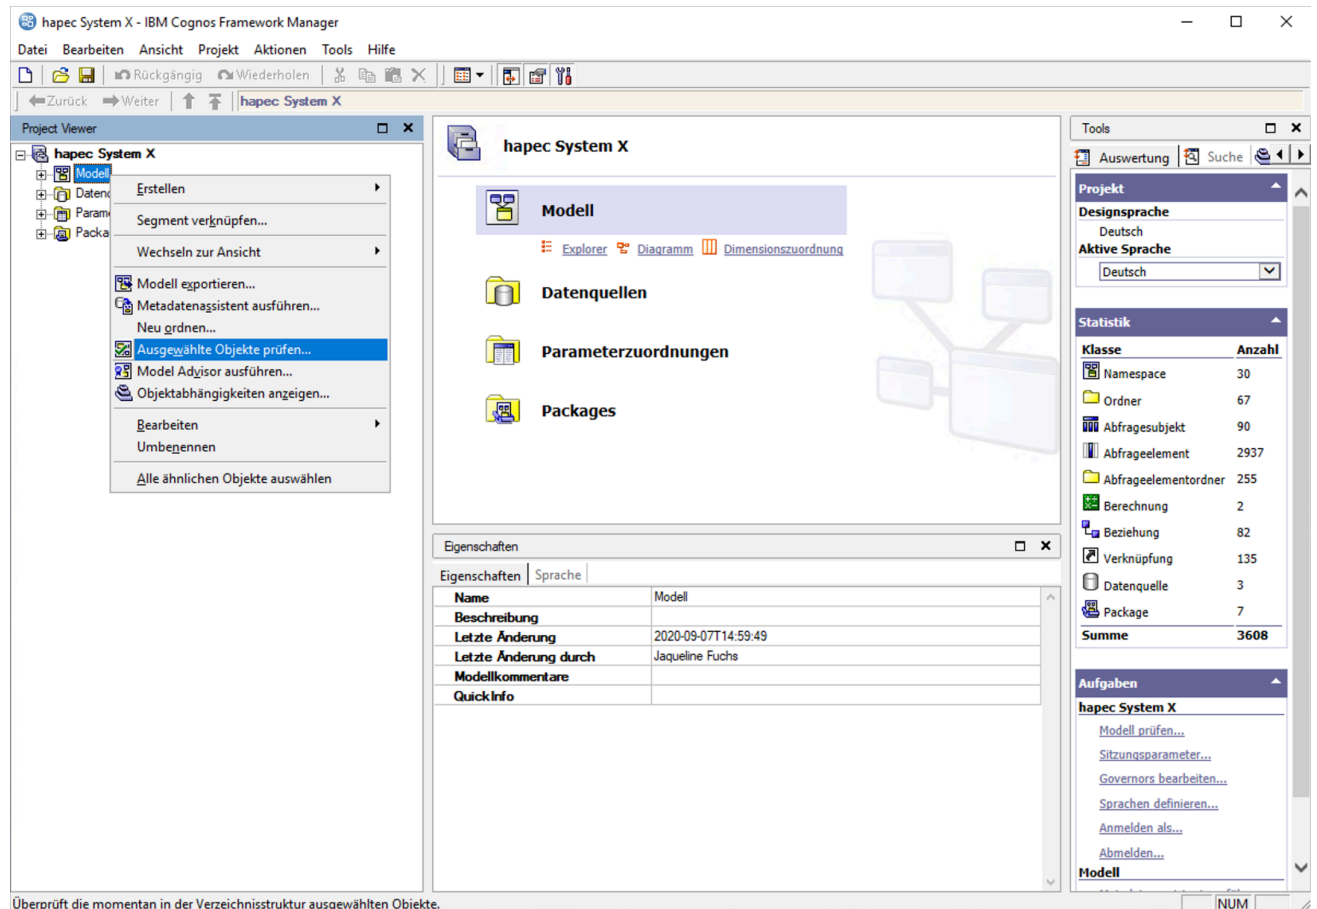 hapec System X - IBM Cognos Framework Manager
Datei Bearbeiten Ansicht Projekt Aktionen Tools Hilfe
Rückgängig Wiederholen
Zurück Weiter hapec System X
Project Viewer
hapec System X
Modell
Datenc
Param
Packa
Erstellen
Segment verknüpfen...
Wechseln zur Ansicht
Modell exportieren...
Metadatenassistent ausführen...
Neu ordnen...
Ausgewählte Objekte prüfen...
Model Advisor ausführen...
Objektabhängigkeiten anzeigen...
Bearbeiten
Umbenennen
Alle ähnlichen Objekte auswählen
hapec System X
Modell
Explorer Diagramm Dimensionszuordnung
Datenquellen
Parameterzuordnungen
Packages
Eigenschaften
Eigenschaften Sprache
Name Modell
Beschreibung
Letzte Änderung 2020-09-07T14:59:49
Letzte Änderung durch Jaqueline Fuchs
Modellkommentare
QuickInfo
Tools
Auswertung Suche
Projekt
Designsprache
Deutsch
Aktive Sprache
Deutsch
Statistik
Klasse Anzahl
Namespace 30
Ordner 67
Abfragesubjekt 90
Abfrageelement 2937
Abfrageelementordner 255
Berechnung 2
Beziehung 82
Verknüpfung 135
Datenquelle 3
Package 7
Summe 3608
Aufgaben
hapec System X
Modell prüfen...
Sitzungsparameter...
Governors bearbeiten...
Sprachen definieren...
Anmelden als...
Abmelden...
Modell
Überprüft die momentan in der Verzeichnisstruktur ausgewählten Objekte.
NUM